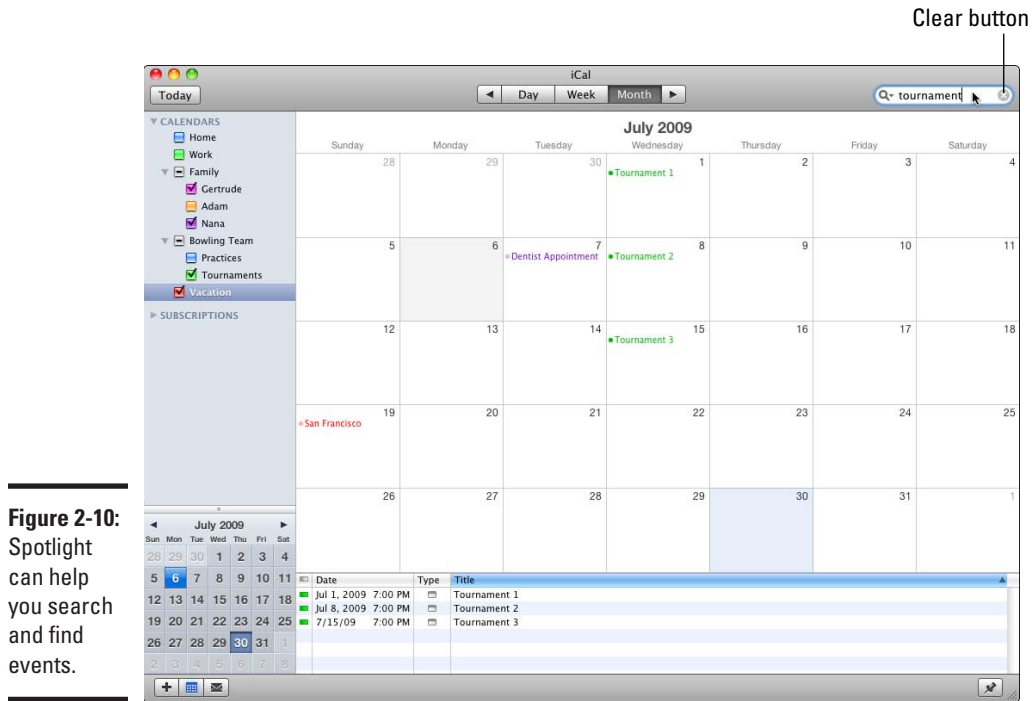 Clear button
iCal
Today
Day Week Month
tournament
CALENDARS
Home
Work
Family
Gertrude
Adam
Nana
Bowling Team
Practices
Tournaments
Vacation
SUBSCRIPTIONS
July 2009
Sunday Monday Tuesday Wednesday Thursday Friday Saturday
28 29 30 1 2 3 4
Tournament 1
5 6 7 8 9 10 11
Dentist Appointment Tournament 2
12 13 14 15 16 17 18
Tournament 3
19 20 21 22 23 24 25
San Francisco
26 27 28 29 30 31 1
July 2009
Sun Mon Tue Wed Thu Fri Sat
28 29 30 1 2 3 4
5 6 7 8 9 10 11
12 13 14 15 16 17 18
19 20 21 22 23 24 25
26 27 28 29 30 31 1
2 3 4 5 6 7 8
Date Type Title
Jul 1, 2009 7:00 PM Tournament 1
Jul 8, 2009 7:00 PM Tournament 2
7/15/09 7:00 PM Tournament 3
Figure 2-10:
Spotlight
can help
you search
and find
events.